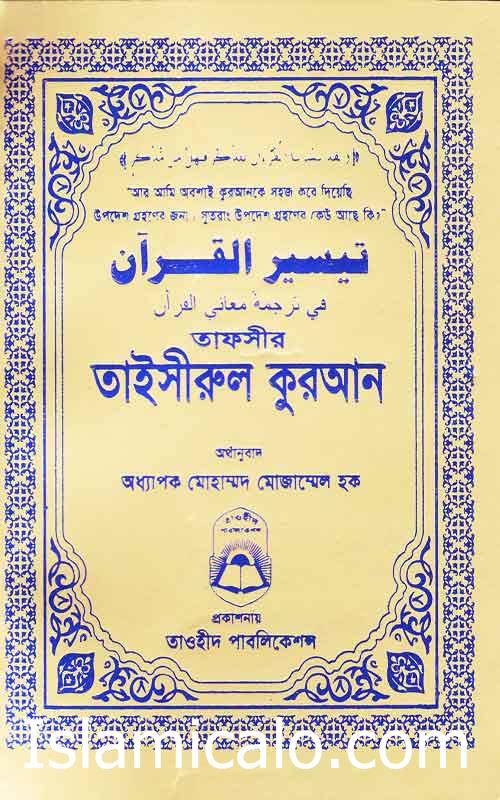 ﴿ولقد يسرنا القرآن للذكر فهل من مدكر﴾
"আর আমি অবশ্যই কুরআনকে সহজ করে দিয়েছি
উপদেশ গ্রহণের জন্য। সুতরাং উপদেশ গ্রহণের কেউ আছে কি?"
تيسير القرآن
في ترجمة معاني القرآن
তাফসীর
তাইসীরুল কুরআন
অর্থানুবাদ
অধ্যাপক মোহাম্মদ মোজাম্মেল হক
তাওহীদ
পাবলিকেশন্স
প্রকাশনায়
তাওহীদ পাবলিকেশন্স
Islamicalo.com